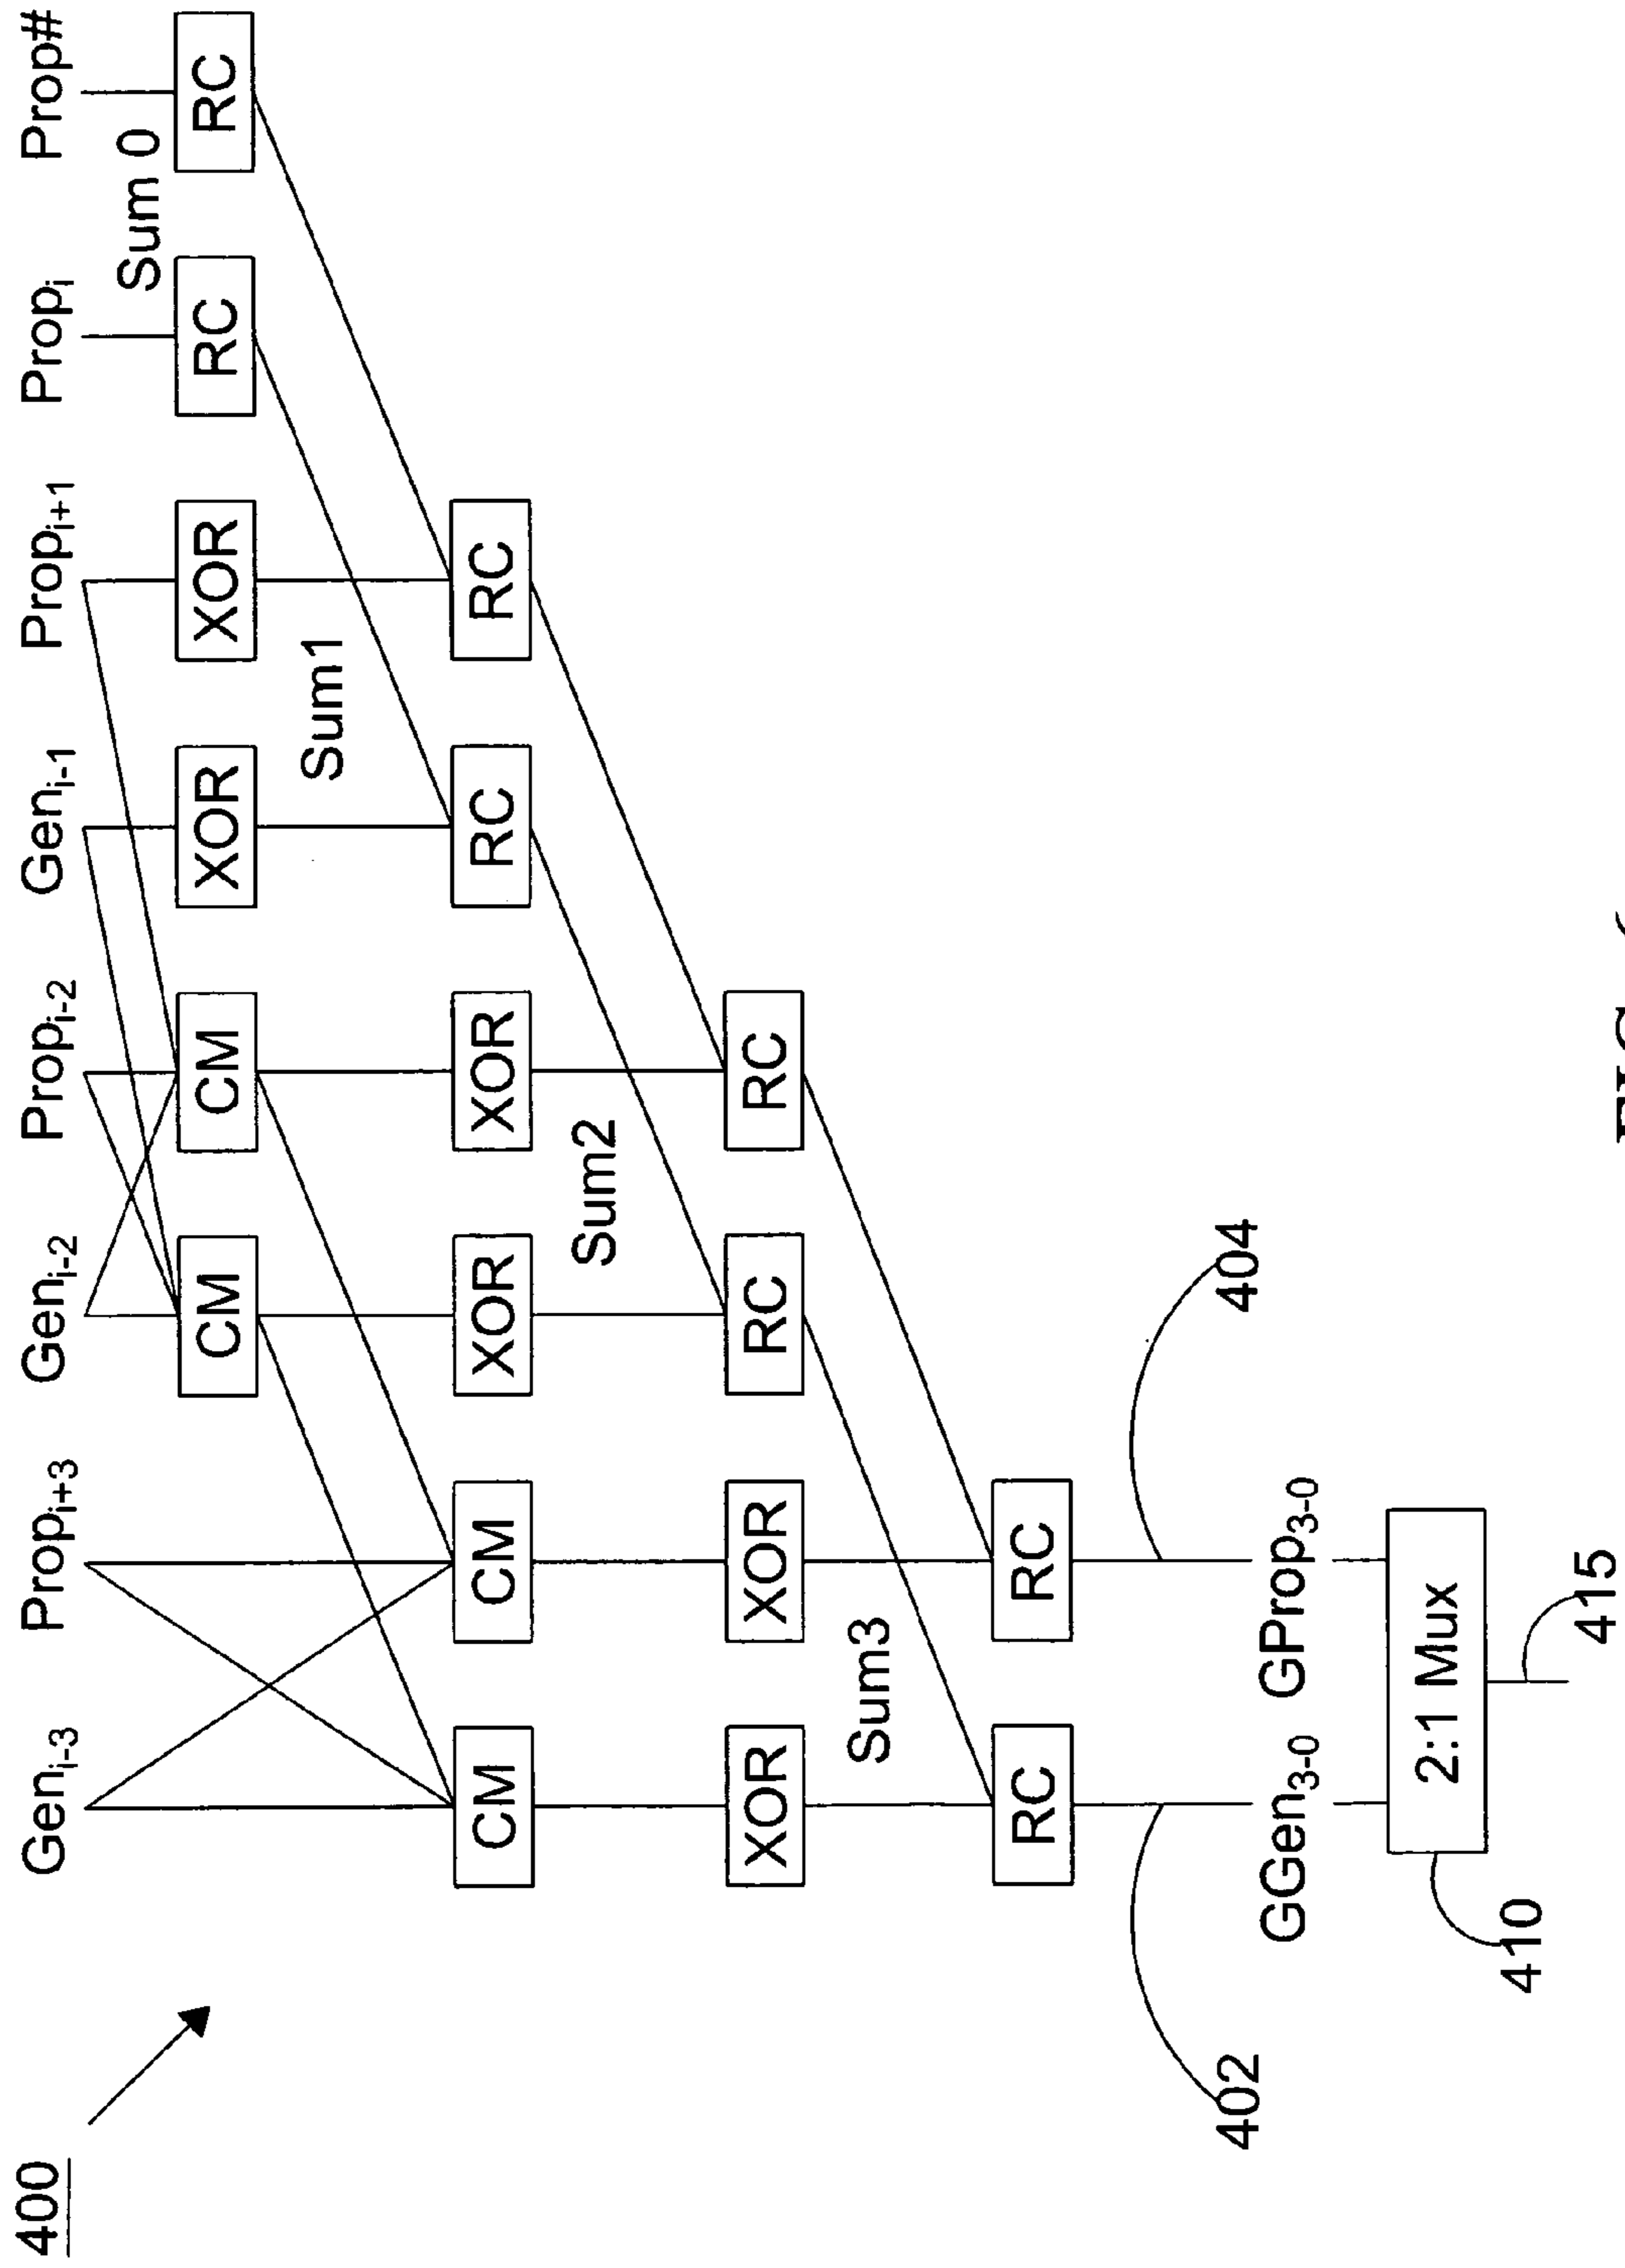 400
Gen_{i-3} Prop_{i+3} Gen_{i-2} Prop_{i-2} Gen_{i-1} Prop_{i+1} Prop_i Prop#
Sum 0
CM CM XOR XOR RC RC
Sum1
CM CM XOR XOR RC RC
Sum2
XOR XOR RC RC
Sum3
RC RC
402 404
GGen_{3-0} GProp_{3-0}
2:1 Mux
410 415